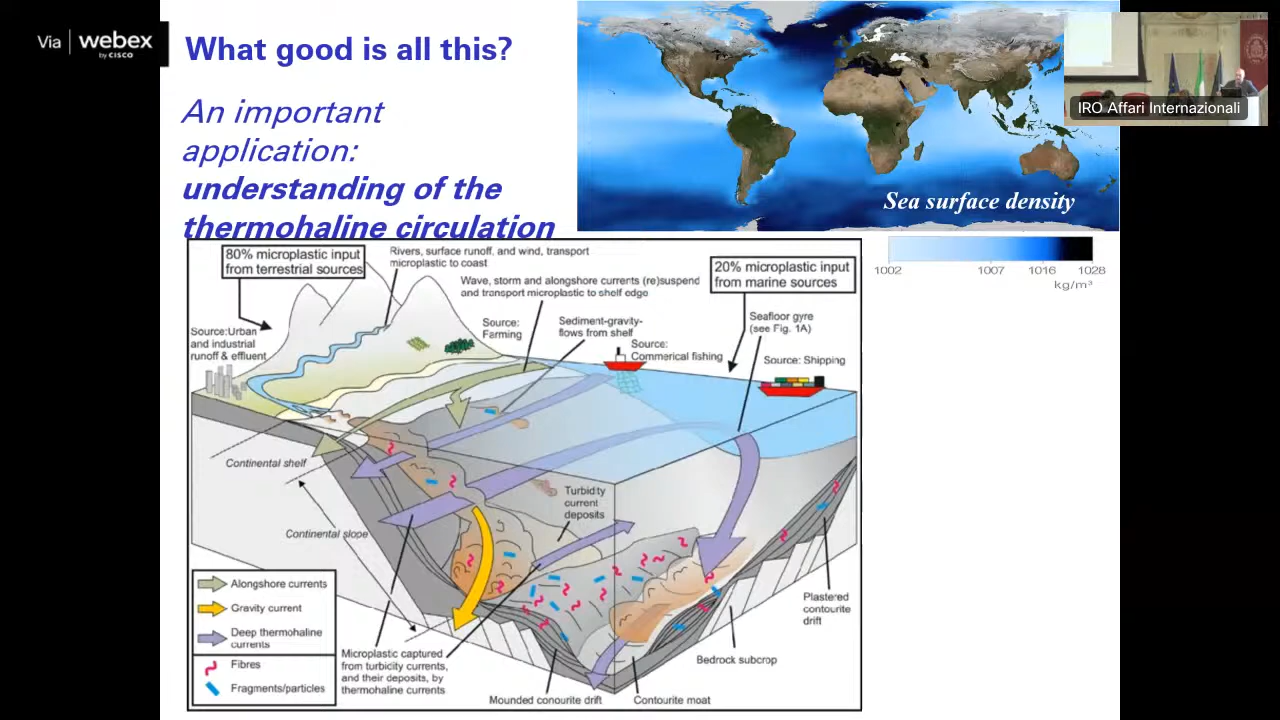 Via | webex
by CISCO
What good is all this?
An important
application:
understanding of the
thermohaline circulation
IRO Affari Internazionali
Sea surface density
1002 1007 1016 1028
kg/m³
80% microplastic input
from terrestrial sources
Rivers, surface runoff, and wind, transport
microplastic to coast
Wave, storm and alongshore currents (re)suspend
and transport microplastic to shelf edge
20% microplastic input
from marine sources
Source:Urban
and industrial
runoff & effluent
Source:
Farming
Sediment-gravity-
flows from shelf
Source:
Commerical fishing
Seafloor gyre
(see Fig. 1A)
Source: Shipping
Continental shelf
Continental slope
Turbidity
current
deposits
Alongshore currents
Gravity current
Deep thermohaline
currents
Fibres
Fragments/particles
Microplastic captured
from turbidity currents,
and their deposits, by
thermohaline currents
Mounded conourite drift
Contourite moat
Bedrock subcrop
Plastered
contourite
drift